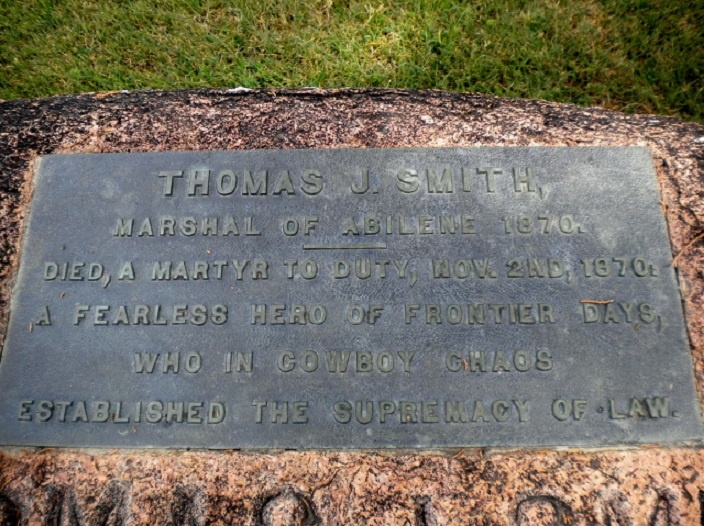 THOMAS J. SMITH,
MARSHAL OF ABILENE 1870.
DIED, A MARTYR TO DUTY, NOV. 2ND, 1870.
A FEARLESS HERO OF FRONTIER DAYS,
WHO IN COWBOY CHAOS
ESTABLISHED THE SUPREMACY OF LAW.